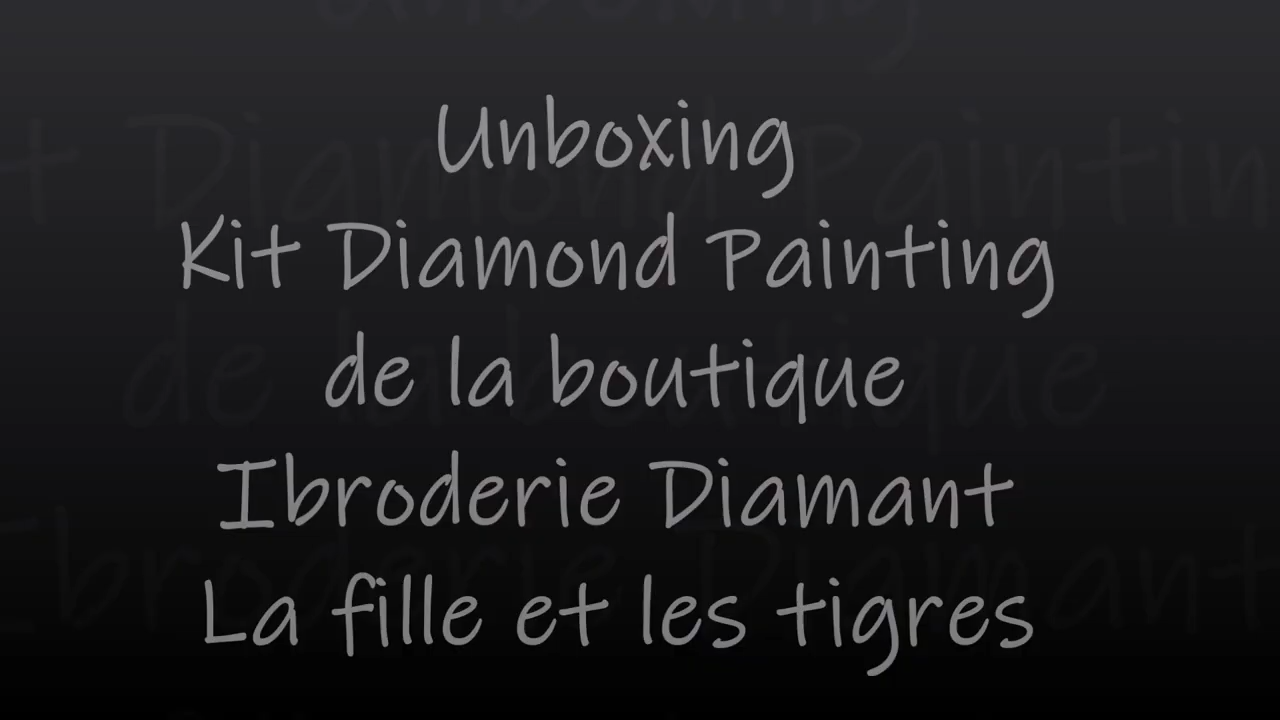 Unboxing
Kit Diamond Painting
de la boutique
Ibroderie Diamant
La fille et les tigres